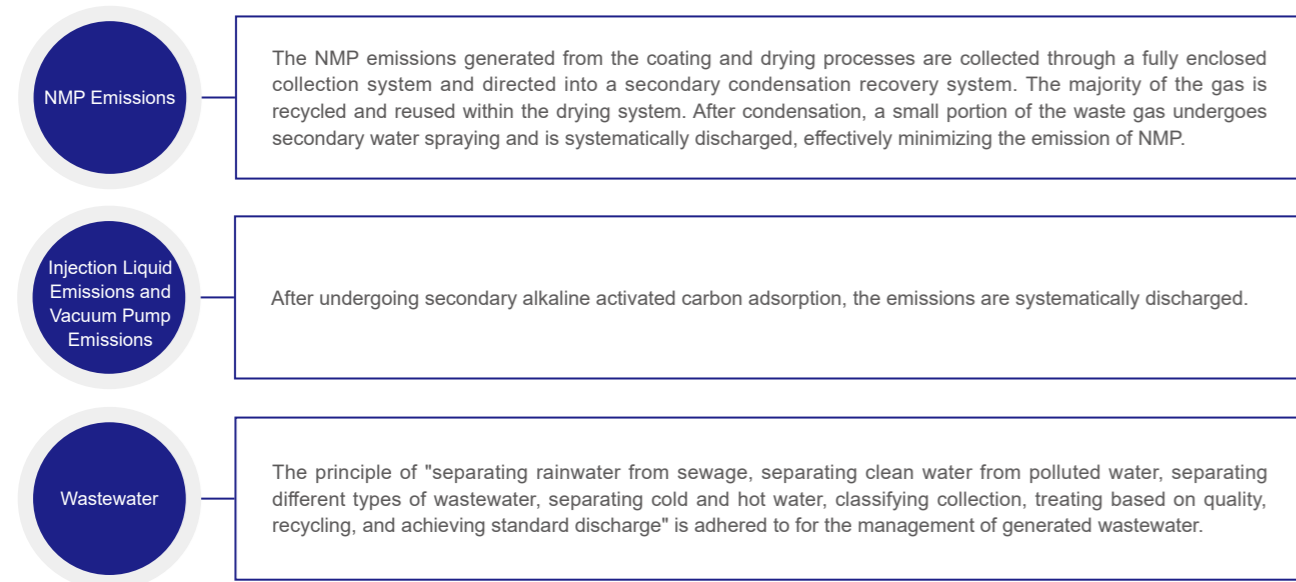 NMP Emissions
The NMP emissions generated from the coating and drying processes are collected through a fully enclosed
collection system and directed into a secondary condensation recovery system. The majority of the gas is
recycled and reused within the drying system. After condensation, a small portion of the waste gas undergoes
secondary water spraying and is systematically discharged, effectively minimizing the emission of NMP.
Injection Liquid
Emissions and
Vacuum Pump
Emissions
After undergoing secondary alkaline activated carbon adsorption, the emissions are systematically discharged.
Wastewater
The principle of "separating rainwater from sewage, separating clean water from polluted water, separating
different types of wastewater, separating cold and hot water, classifying collection, treating based on quality,
recycling, and achieving standard discharge" is adhered to for the management of generated wastewater.